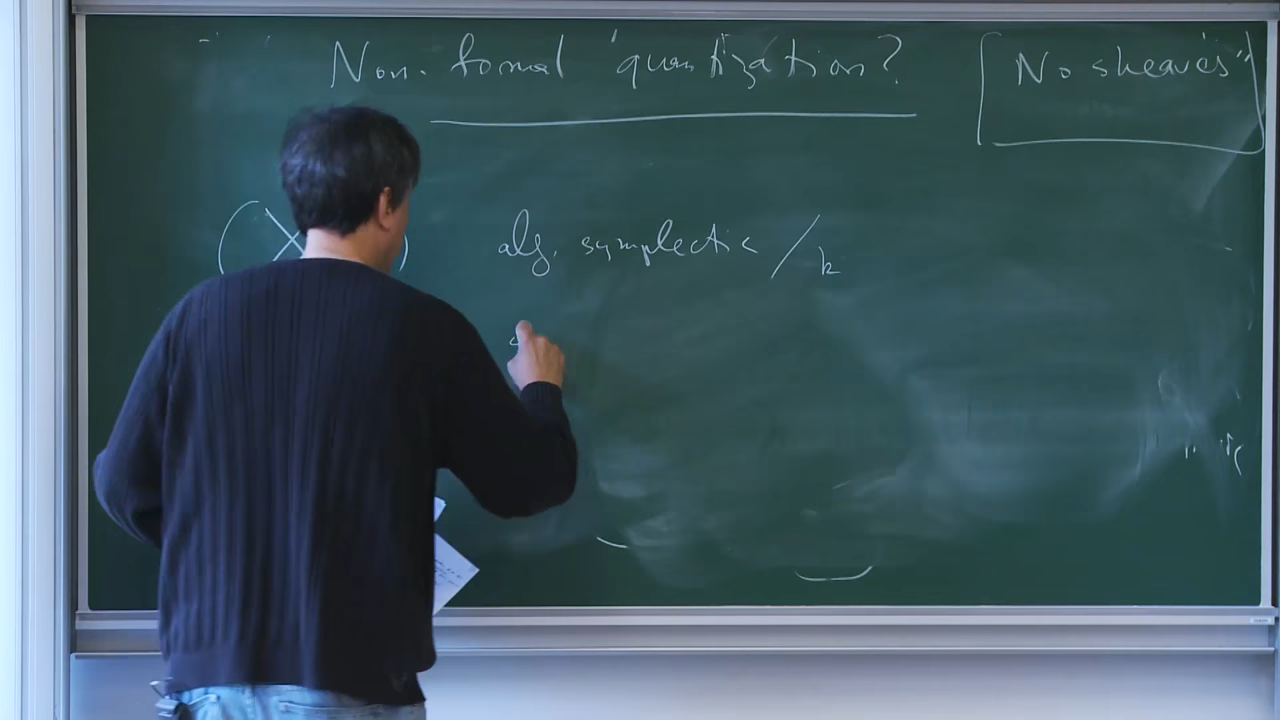 Non-formal "quantization?
[No sheaves"]
(X
)
alg. symplectic / k